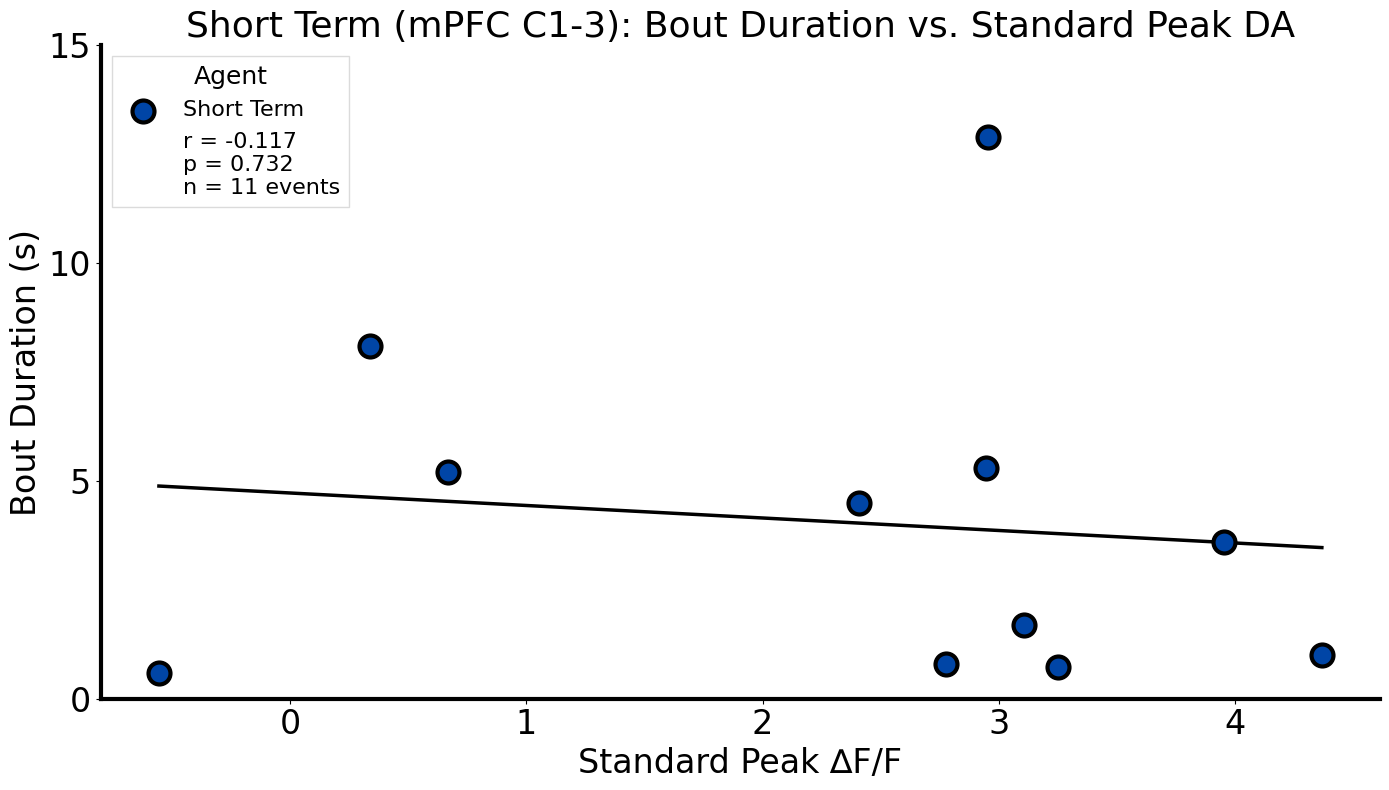 Short Term (mPFC C1-3): Bout Duration vs. Standard Peak DA
Agent
Short Term
r = -0.117
p = 0.732
n = 11 events
Bout Duration (s)
15
10
5
0
0 1 2 3 4
Standard Peak ΔF/F